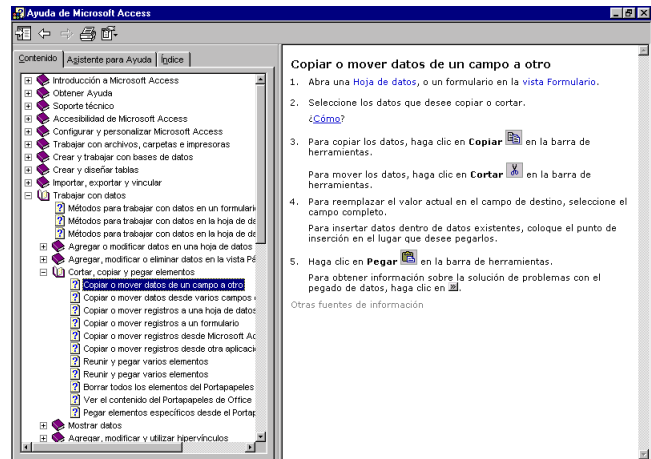 Ayuda de Microsoft Access
Contenido
Asistente para Ayuda
Índice
Introducción a Microsoft Access
Obtener Ayuda
Soporte técnico
Accesibilidad de Microsoft Access
Configurar y personalizar Microsoft Access
Trabajar con archivos, carpetas e impresoras
Crear y trabajar con bases de datos
Crear y diseñar tablas
Importar, exportar y vincular
Trabajar con datos
Métodos para trabajar con datos en un formulari
Métodos para trabajar con datos en la hoja de da
Métodos para trabajar con datos en la hoja de da
Agregar o modificar datos en una hoja de datos
Agregar, modificar o eliminar datos en la vista Pá
Cortar, copiar y pegar elementos
Copiar o mover datos de un campo a otro
Copiar o mover datos desde varios campos
Copiar o mover registros a una hoja de datos
Copiar o mover registros a un formulario
Copiar o mover registros desde Microsoft Ac
Copiar o mover registros desde otra aplicaci
Reunir y pegar varios elementos
Reunir y pegar varios elementos
Borrar todos los elementos del Portapapeles
Ver el contenido del Portapapeles de Office
Pegar elementos específicos desde el Portap
Mostrar datos
Agregar, modificar y utilizar hipervínculos
Copiar o mover datos de un campo a otro
1. Abra una Hoja de datos, o un formulario en la vista Formulario.
2. Seleccione los datos que desee copiar o cortar.
¿Cómo?
3. Para copiar los datos, haga clic en Copiar en la barra de
herramientas.
Para mover los datos, haga clic en Cortar en la barra de
herramientas.
4. Para reemplazar el valor actual en el campo de destino, seleccione el
campo completo.
Para insertar datos dentro de datos existentes, coloque el punto de
inserción en el lugar que desee pegarlos.
5. Haga clic en Pegar en la barra de herramientas.
Para obtener información sobre la solución de problemas con el
pegado de datos, haga clic en .
Otras fuentes de información